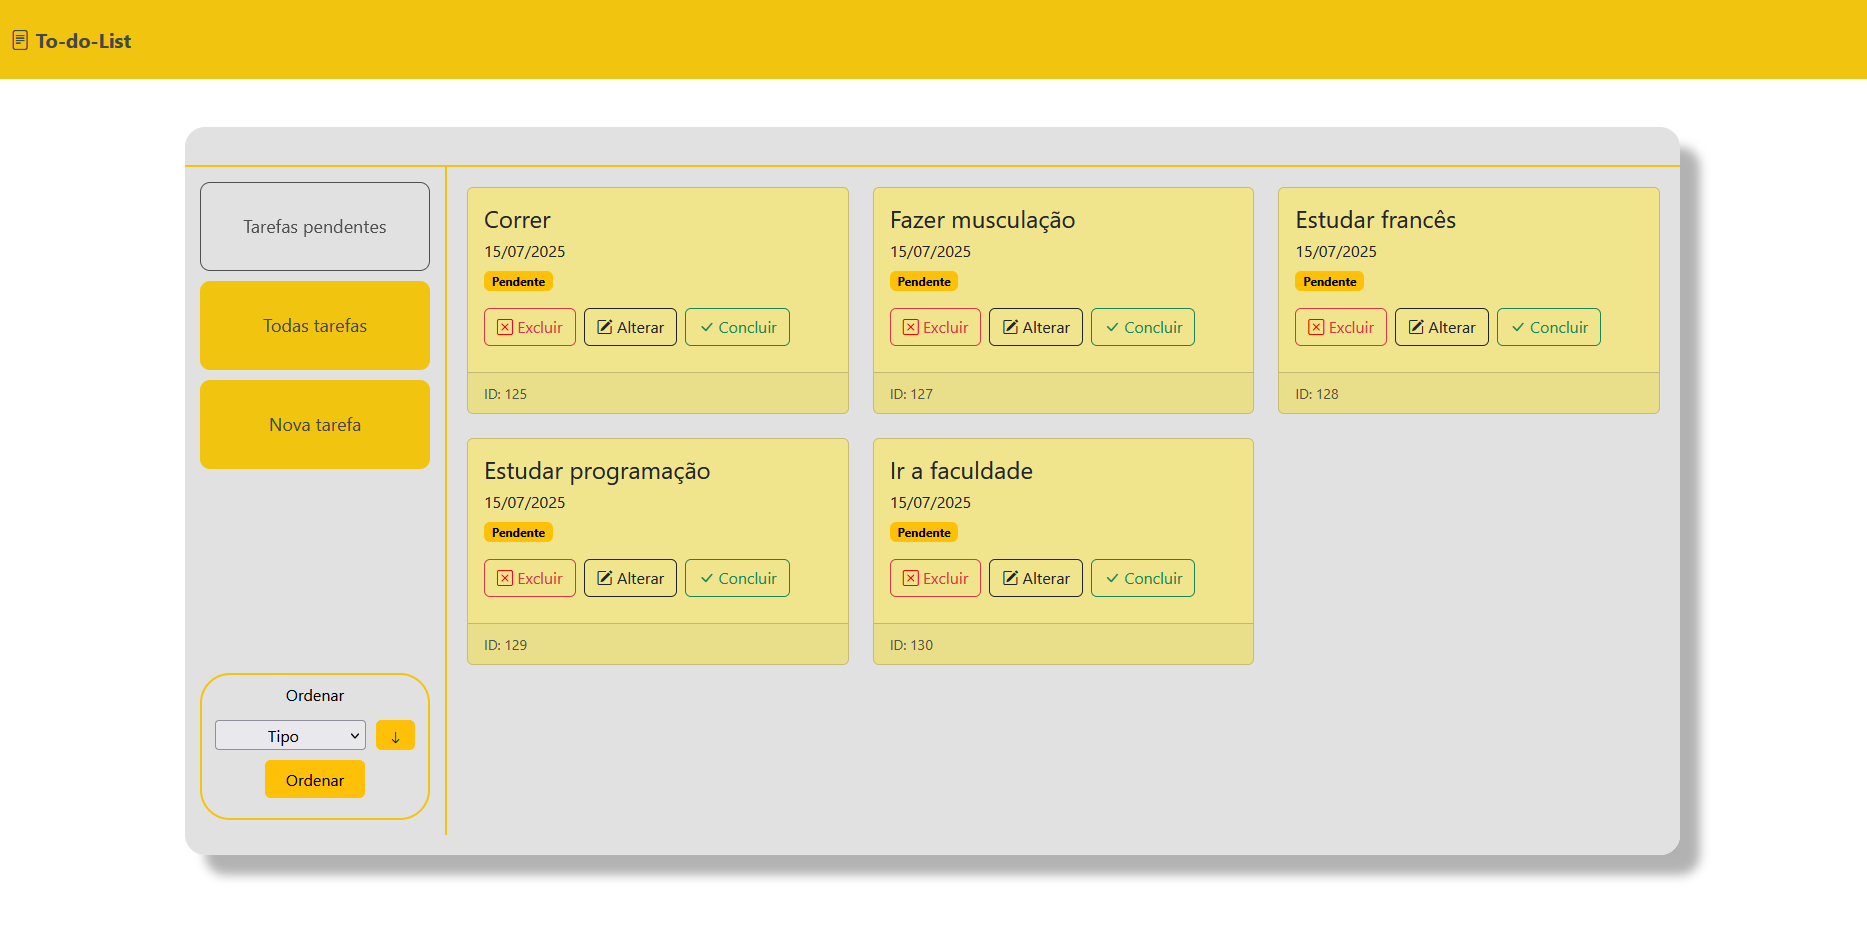 To-do-List
Tarefas pendentes
Todas tarefas
Nova tarefa
Ordenar
Tipo
↓
Ordenar
Correr
15/07/2025
Pendente
Excluir Alterar Concluir
ID: 125
Fazer musculação
15/07/2025
Pendente
Excluir Alterar Concluir
ID: 127
Estudar francês
15/07/2025
Pendente
Excluir Alterar Concluir
ID: 128
Estudar programação
15/07/2025
Pendente
Excluir Alterar Concluir
ID: 129
Ir a faculdade
15/07/2025
Pendente
Excluir Alterar Concluir
ID: 130